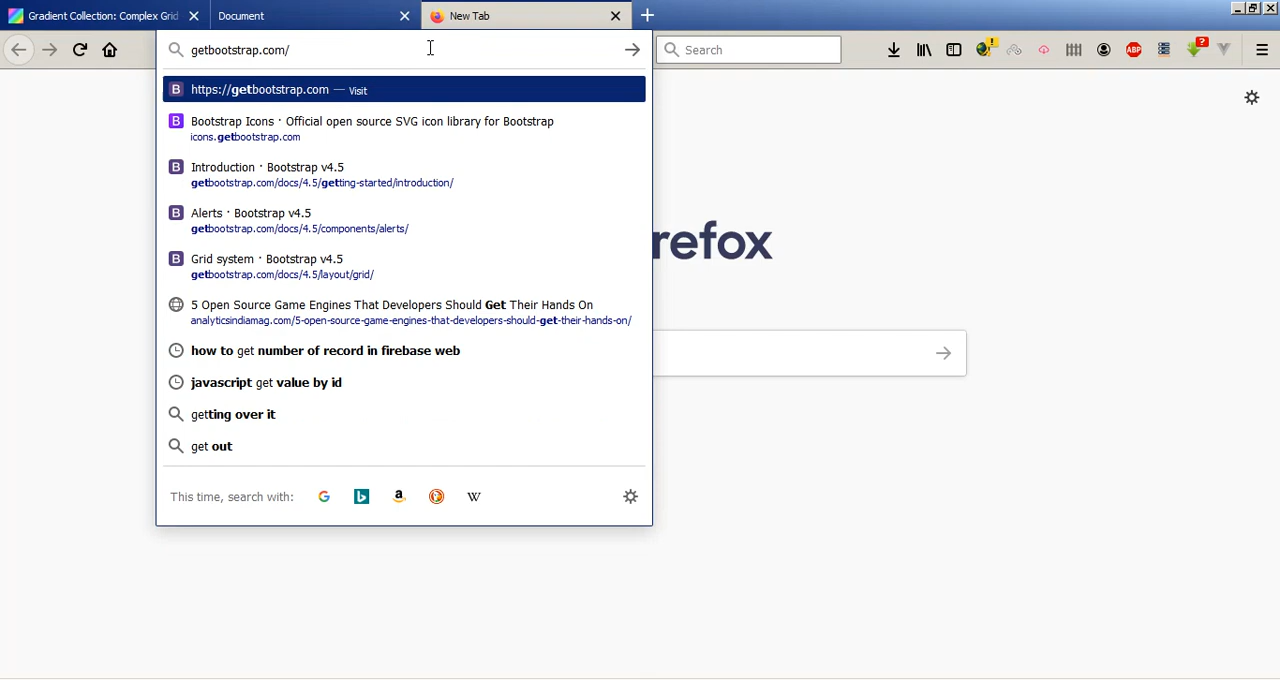 Gradient Collection: Complex Grid
Document
New Tab
getbootstrap.com/
Search
https://getbootstrap.com — Visit
Bootstrap Icons · Official open source SVG icon library for Bootstrap
icons.getbootstrap.com
Introduction · Bootstrap v4.5
getbootstrap.com/docs/4.5/getting-started/introduction/
Alerts · Bootstrap v4.5
getbootstrap.com/docs/4.5/components/alerts/
Grid system · Bootstrap v4.5
getbootstrap.com/docs/4.5/layout/grid/
5 Open Source Game Engines That Developers Should Get Their Hands On
analyticsindiamag.com/5-open-source-game-engines-that-developers-should-get-their-hands-on/
how to get number of record in firebase web
javascript get value by id
getting over it
get out
This time, search with:
refox
ABP